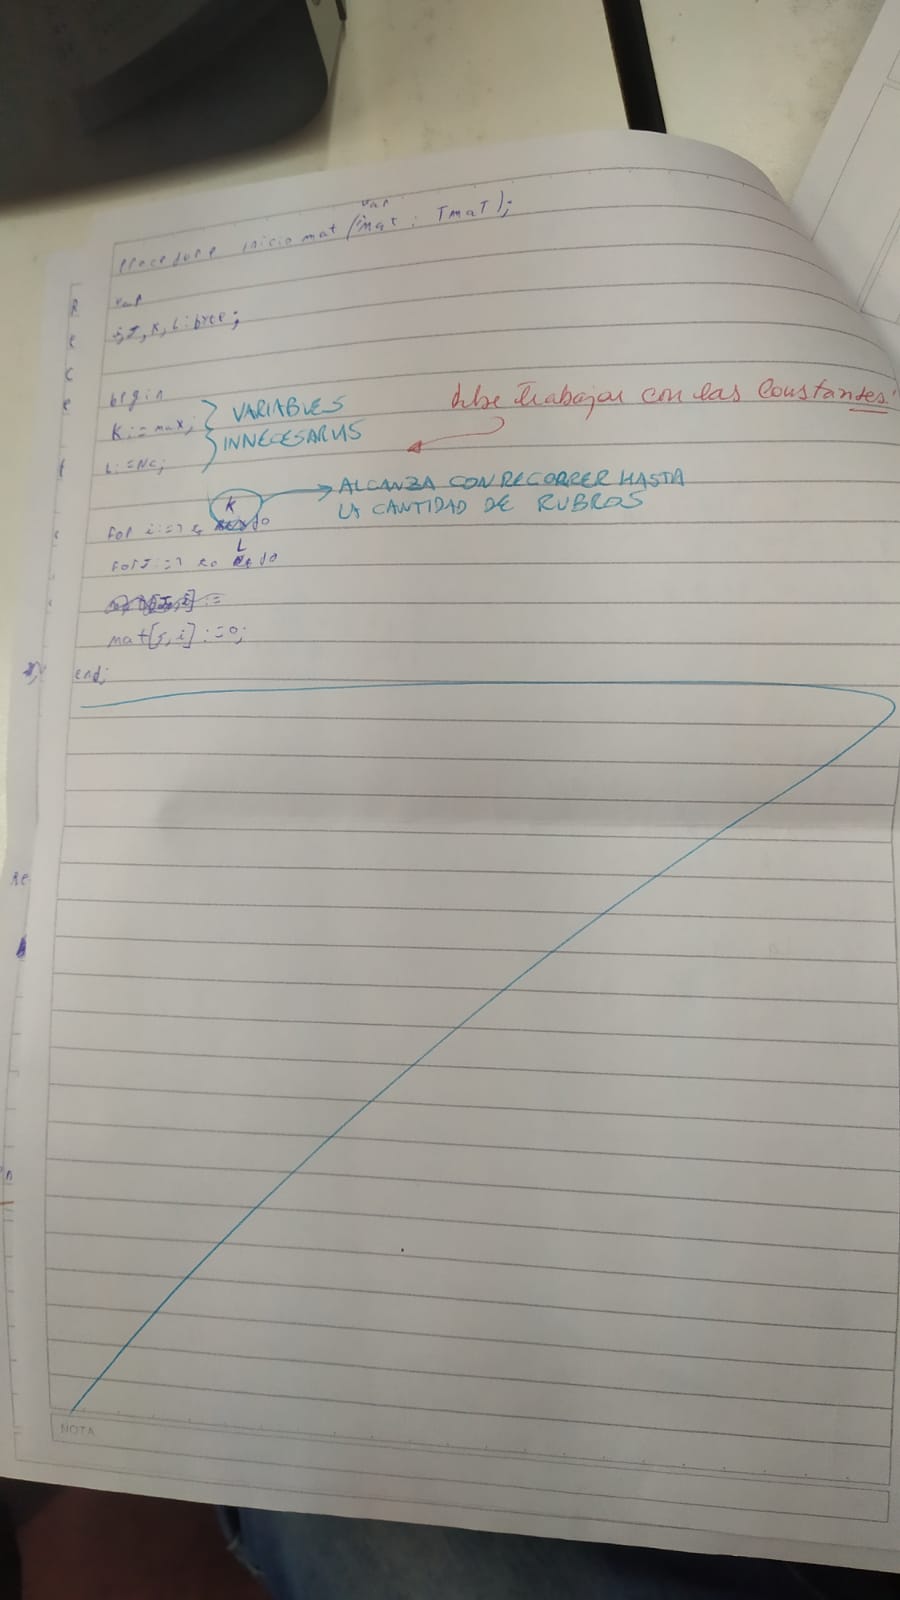 procedure iniciomat (var mat : Tmat);
var
i, J, K, L: byte;
begin
K:=max;
L:=Nc;
VARIABLES
INNECESARIAS
debe trabajar con las constantes!
K
ALCANZA CON RECORRER HASTA
LA CANTIDAD DE RUBROS
for i:=1 to do
L
for J:=1 to do
mat[J,i]:=0;
end;
NOTA